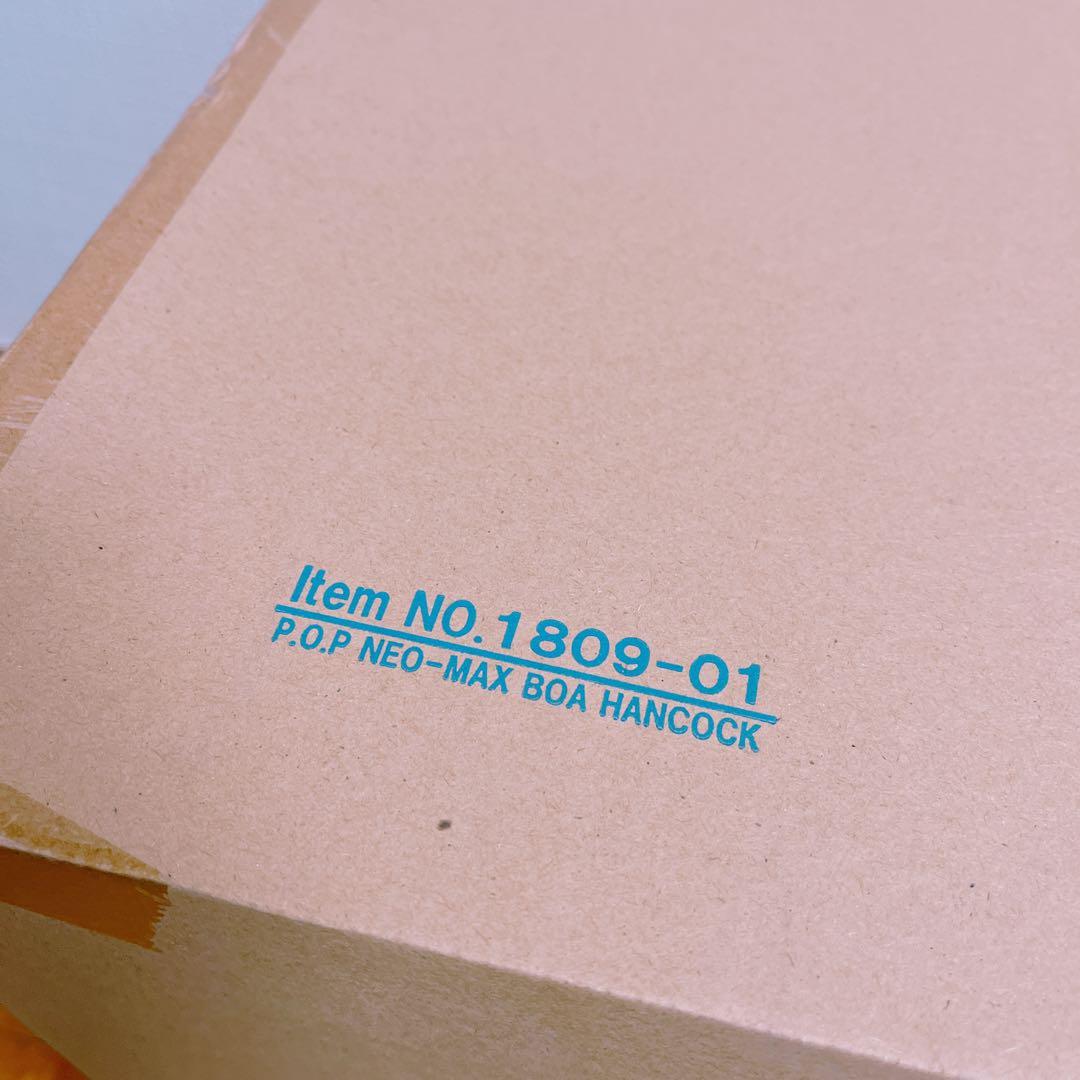 Item NO.1809-01
P.O.P NEO-MAX BOA HANCOCK